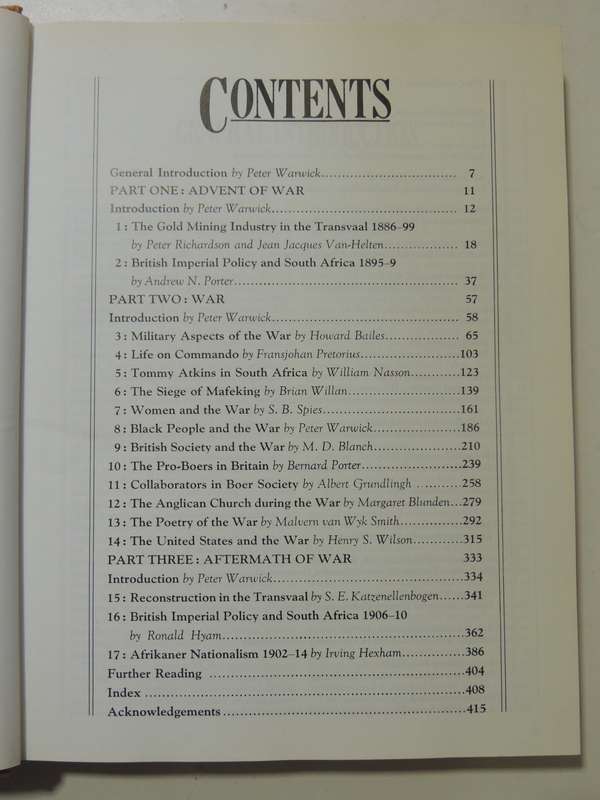 CONTENTS
General Introduction by Peter Warwick.................................. 7
PART ONE: ADVENT OF WAR 11
Introduction by Peter Warwick............................................... 12
1: The Gold Mining Industry in the Transvaal 1886–99
by Peter Richardson and Jean Jacques Van-Helten.................. 18
2: British Imperial Policy and South Africa 1895–9
by Andrew N. Porter......................................................... 37
PART TWO: WAR 57
Introduction by Peter Warwick............................................... 58
3: Military Aspects of the War by Howard Bailes.................. 65
4: Life on Commando by Fransjohan Pretorius.........................103
5: Tommy Atkins in South Africa by William Nasson............123
6: The Siege of Mafeking by Brian Willan............................139
7: Women and the War by S. B. Spies..................................161
8: Black People and the War by Peter Warwick......................186
9: British Society and the War by M. D. Blanch......................210
10: The Pro-Boers in Britain by Bernard Porter.........................239
11: Collaborators in Boer Society by Albert Grundlingh ..........258
12: The Anglican Church during the War by Margaret Blunden...279
13: The Poetry of the War by Malvern van Wyk Smith...............292
14: The United States and the War by Henry S. Wilson............315
PART THREE: AFTERMATH OF WAR 333
Introduction by Peter Warwick...............................................334
15: Reconstruction in the Transvaal by S. E. Katzenellenbogen......341
16: British Imperial Policy and South Africa 1906–10
by Ronald Hyam............................................................362
17: Afrikaner Nationalism 1902–14 by Irving Hexham...............386
Further Reading ................................................................404
Index ................................................................................408
Acknowledgements.............................................................415